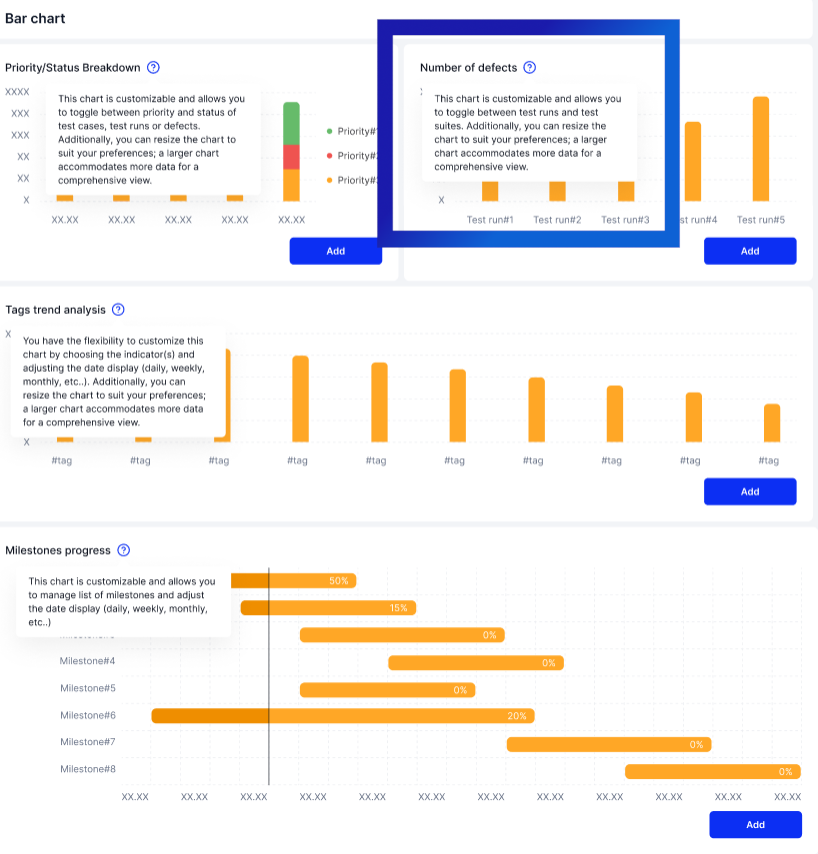 Bar chart
Priority/Status Breakdown ?
Number of defects ?
XXXX
XXX
XXX
XX
XX
X
This chart is customizable and allows you
to toggle between priority and status of
test cases, test runs or defects.
Additionally, you can resize the chart to
suit your preferences; a larger chart
accommodates more data for a
comprehensive view.
Priority#
Priority#
Priority#
XX.XX XX.XX XX.XX XX.XX XX.XX
Add
This chart is customizable and allows you
to toggle between test runs and test
suites. Additionally, you can resize the
chart to suit your preferences; a larger
chart accommodates more data for a
comprehensive view.
X
Test run#1 Test run#2 Test run#3 st run#4 Test run#5
Add
Tags trend analysis ?
X
You have the flexibility to customize this
chart by choosing the indicator(s) and
adjusting the date display (daily, weekly,
monthly, etc..). Additionally, you can
resize the chart to suit your preferences;
a larger chart accommodates more data
for a comprehensive view.
X
#tag #tag #tag #tag #tag #tag #tag #tag #tag #tag
Add
Milestones progress ?
This chart is customizable and allows you
to manage list of milestones and adjust
the date display (daily, weekly, monthly,
etc..)
50%
15%
0%
Milestone#4 0%
Milestone#5 0%
Milestone#6 20%
Milestone#7 0%
Milestone#8 0%
XX.XX XX.XX XX.XX XX.XX XX.XX XX.XX XX.XX XX.XX XX.XX XX.XX XX.XX XX.XX
Add